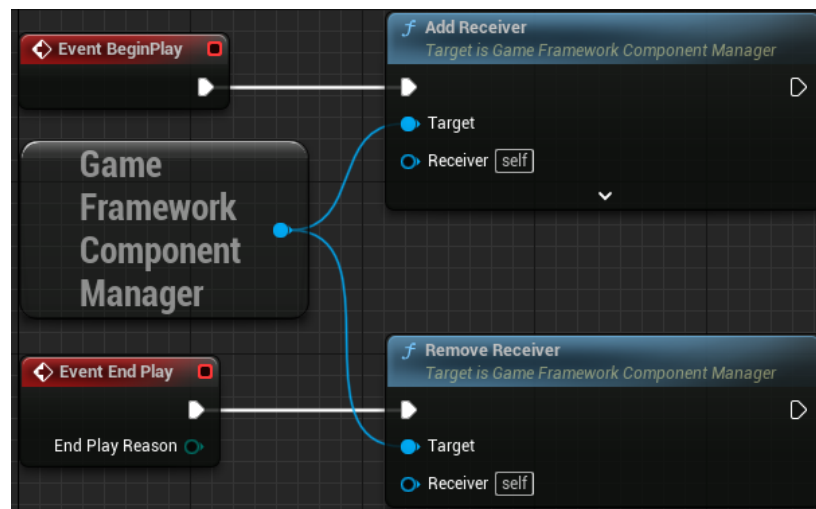 Event BeginPlay
f Add Receiver
Target is Game Framework Component Manager
Target
Receiver self
Game
Framework
Component
Manager
Event End Play
End Play Reason
f Remove Receiver
Target is Game Framework Component Manager
Target
Receiver self